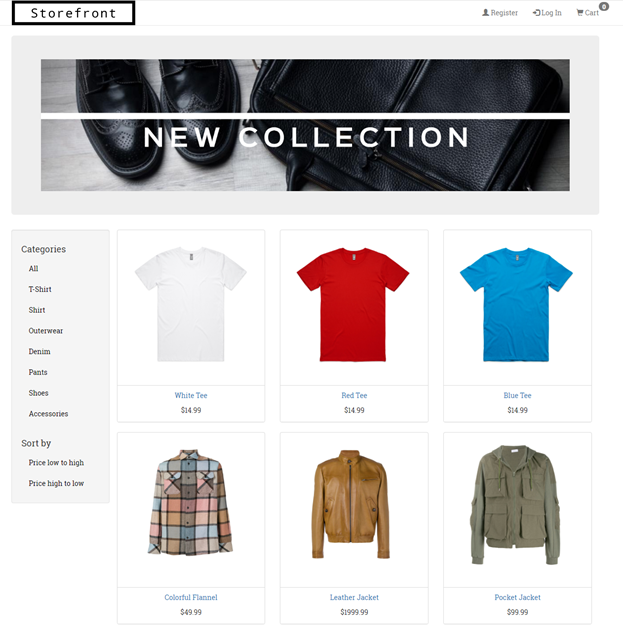 Storefront
Register
Log In
Cart
0
NEW COLLECTION
Categories
All
T-Shirt
Shirt
Outerwear
Denim
Pants
Shoes
Accessories
Sort by
Price low to high
Price high to low
White Tee
$14.99
Red Tee
$14.99
Blue Tee
$14.99
Colorful Flannel
$49.99
Leather Jacket
$1999.99
Pocket Jacket
$99.99